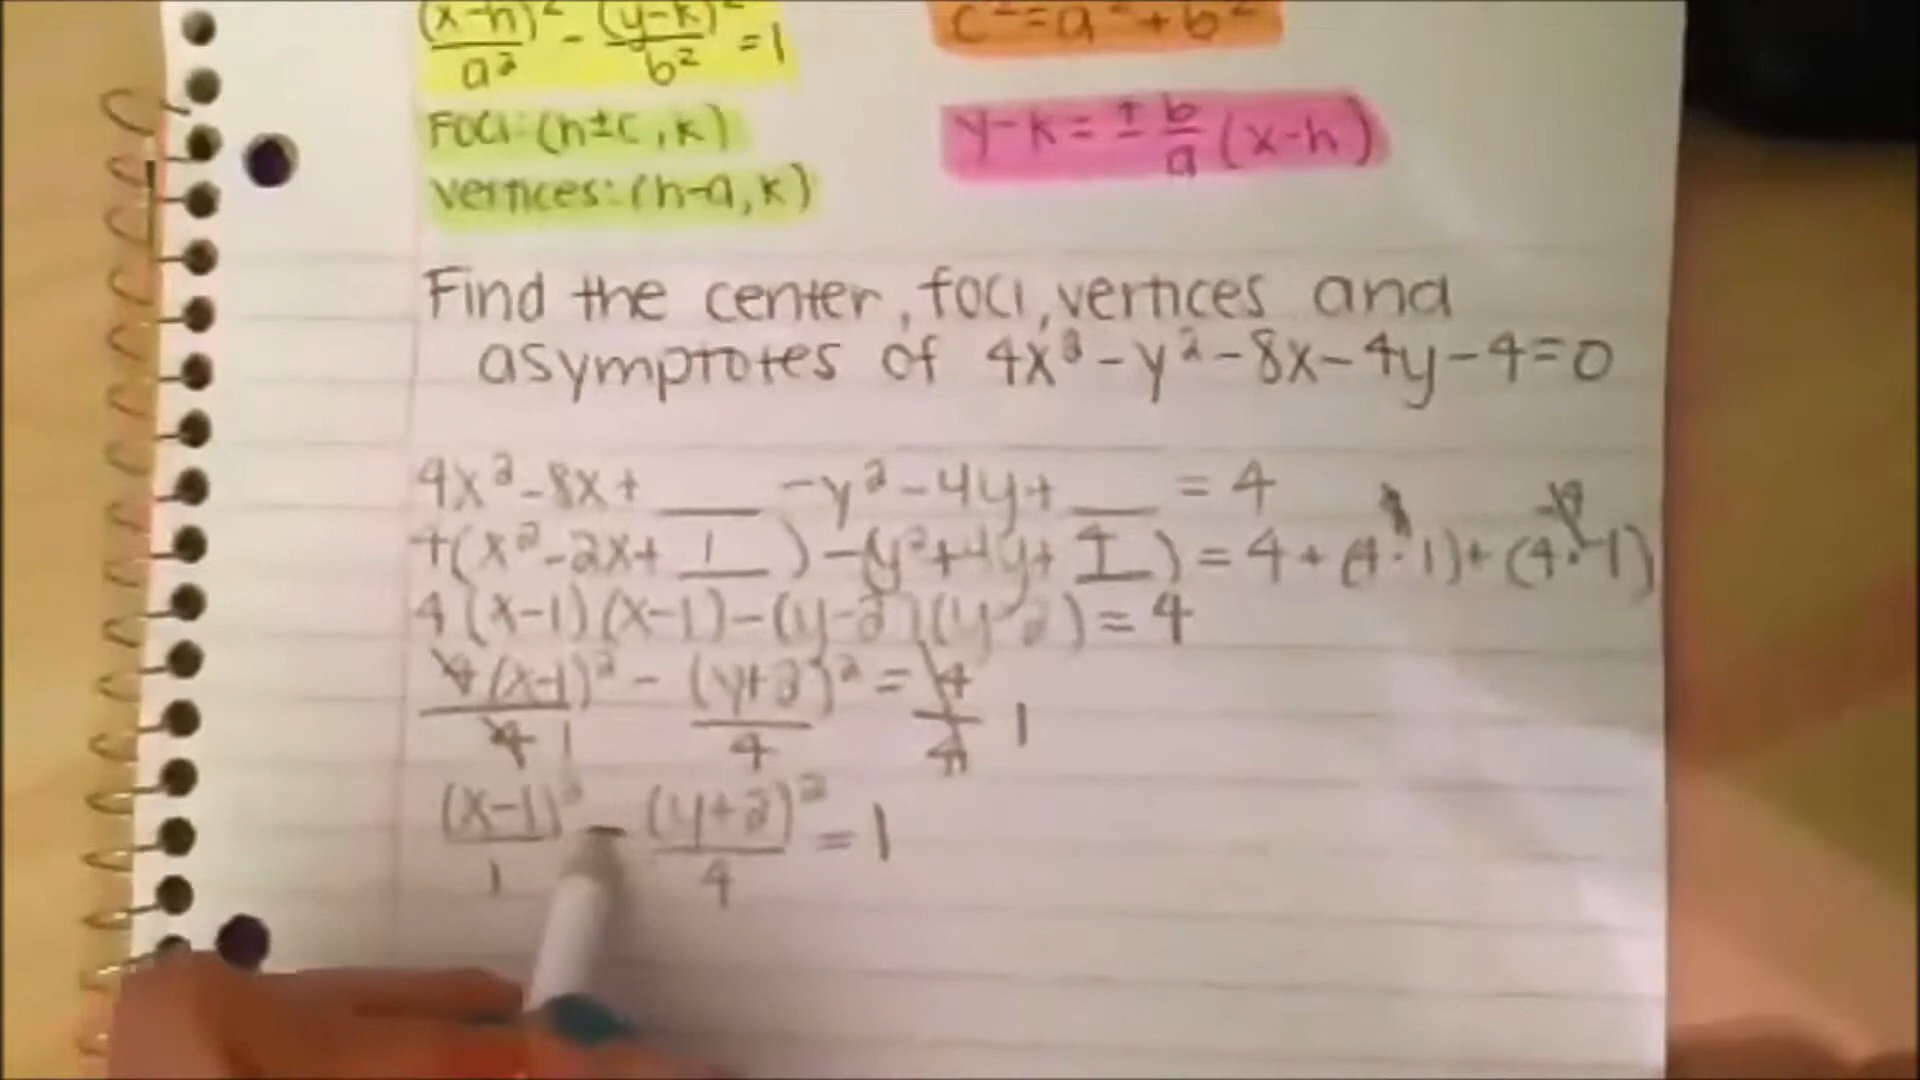 (x-h)² / a² - (y-k)² / b² = 1
c² = a² + b²
Foci: (h±c, k)
y-k = ± b/a (x-h)
vertices: (h-a, k)
Find the center, foci, vertices and
asymptotes of 4x² - y² - 8x - 4y - 4 = 0
4x² - 8x + ___ - y² - 4y + ___ = 4
4(x² - 2x + 1) - (y² + 4y + 4) = 4 + (4·1) + (4·-1)
4(x-1)(x-1) - (y-2)(y-2) = 4
4(x-1)² / 4 1 - (y+2)² / 4 = 4 / 4 1
(x-1)² / 1 - (y+2)² / 4 = 1